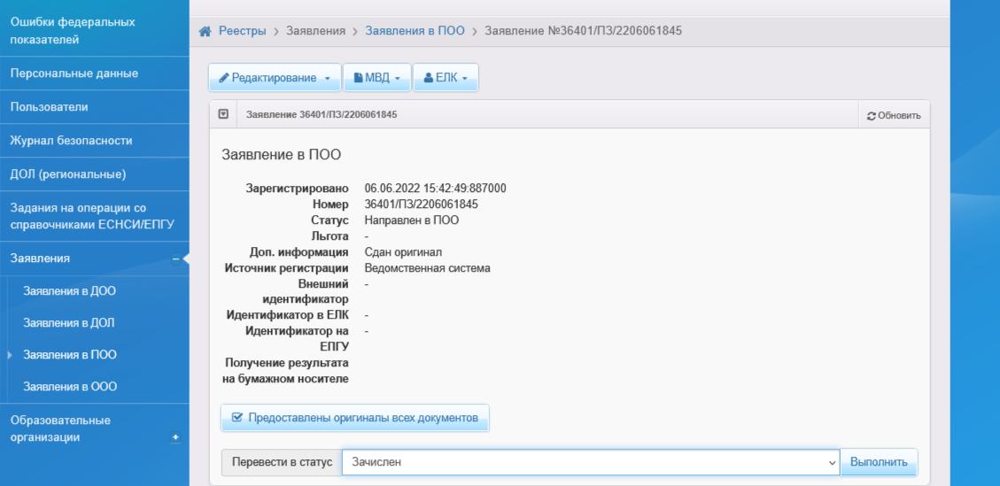 Ошибки федеральных
показателей
Персональные данные
Пользователи
Журнал безопасности
ДОЛ (региональные)
Задания на операции со
справочниками ЕСНСИ/ЕПГУ
Заявления
Заявления в ДОО
Заявления в ДОЛ
Заявления в ПОО
Заявления в ООО
Образовательные
организации
Реестры > Заявления > Заявления в ПОО > Заявление №36401/ПЗ/2206061845
Редактирование МВД ЕЛК
Заявление 36401/ПЗ/2206061845 Обновить
Заявление в ПОО
Зарегистрировано 06.06.2022 15:42:49:887000
Номер 36401/ПЗ/2206061845
Статус Направлен в ПОО
Льгота -
Доп. информация Сдан оригинал
Источник регистрации Ведомственная система
Внешний -
идентификатор
Идентификатор в ЕЛК -
Идентификатор на -
ЕПГУ
Получение результата
на бумажном носителе
Предоставлены оригиналы всех документов
Перевести в статус Зачислен Выполнить